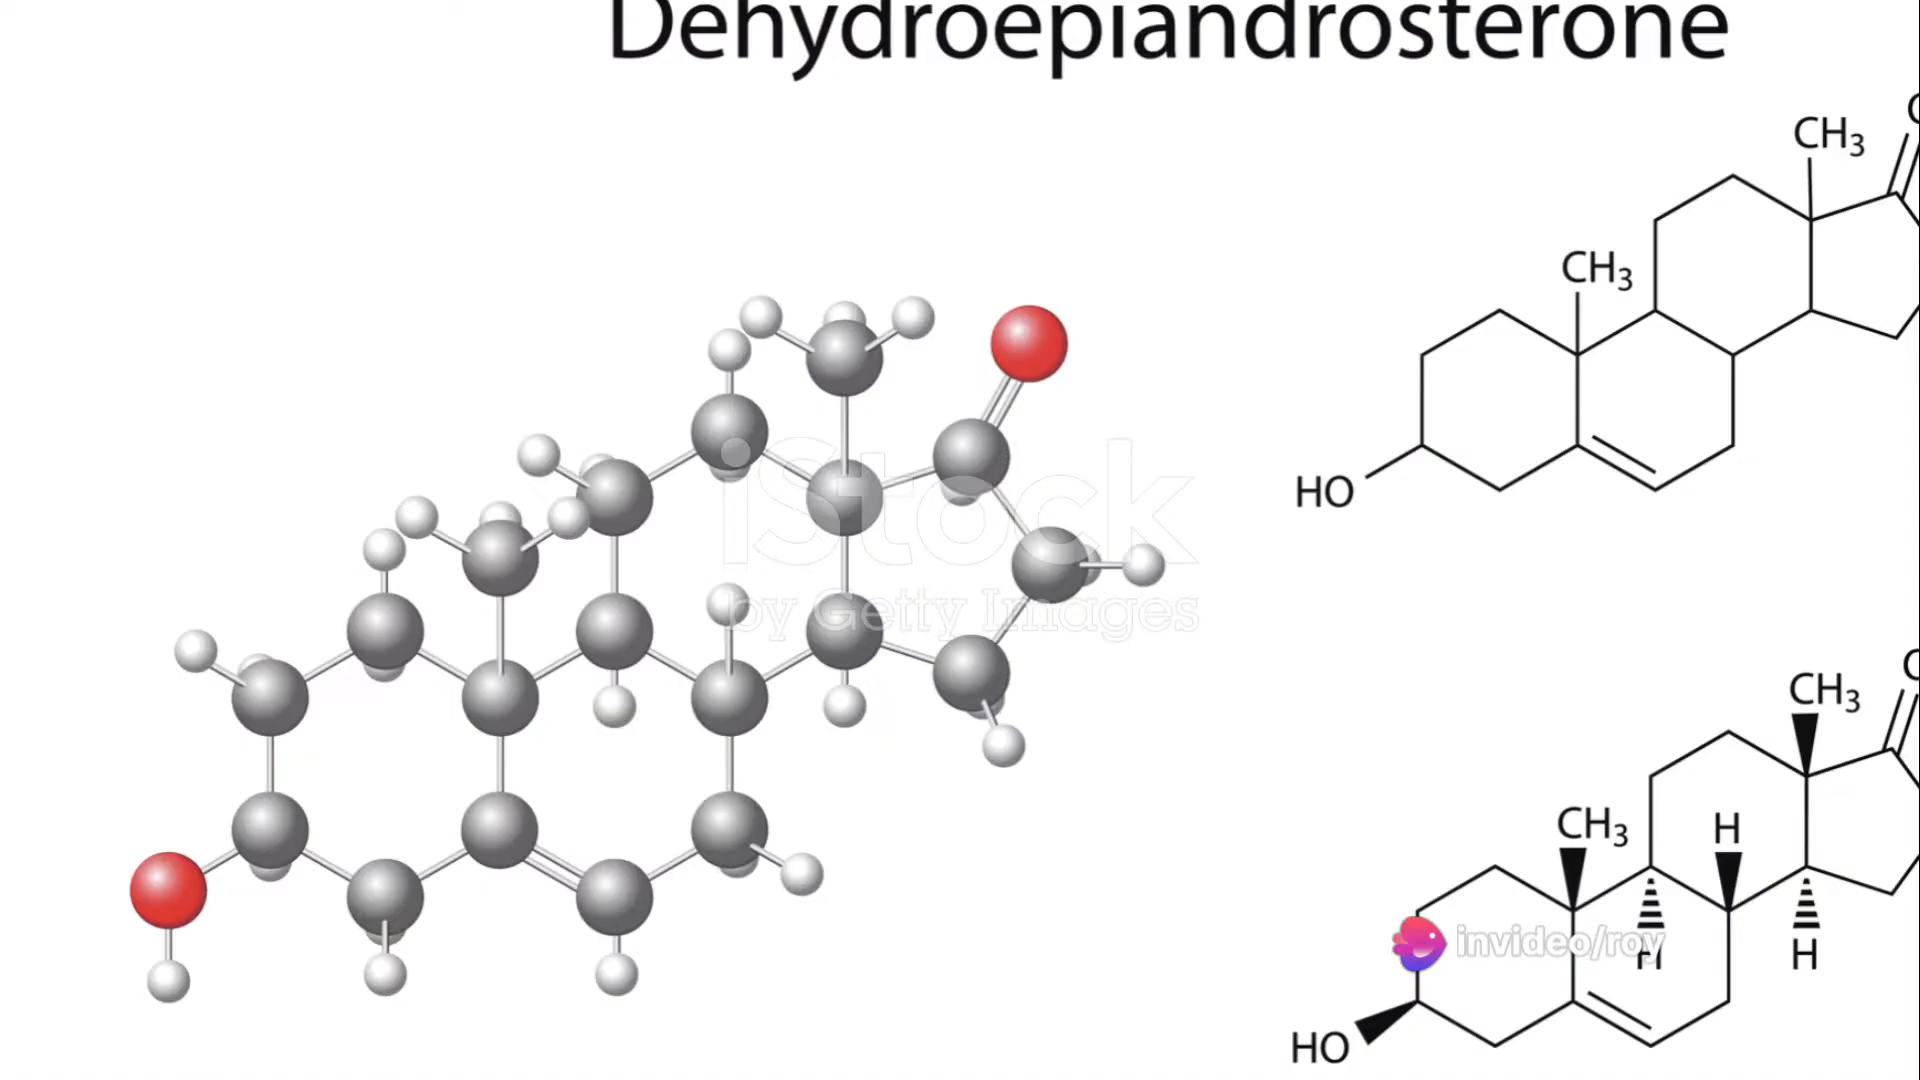 Dehydroepiandrosterone
CH3
O
CH3
HO
iStock
by Getty Images
CH3
O
CH3
H
invideo/roy
H
H
HO